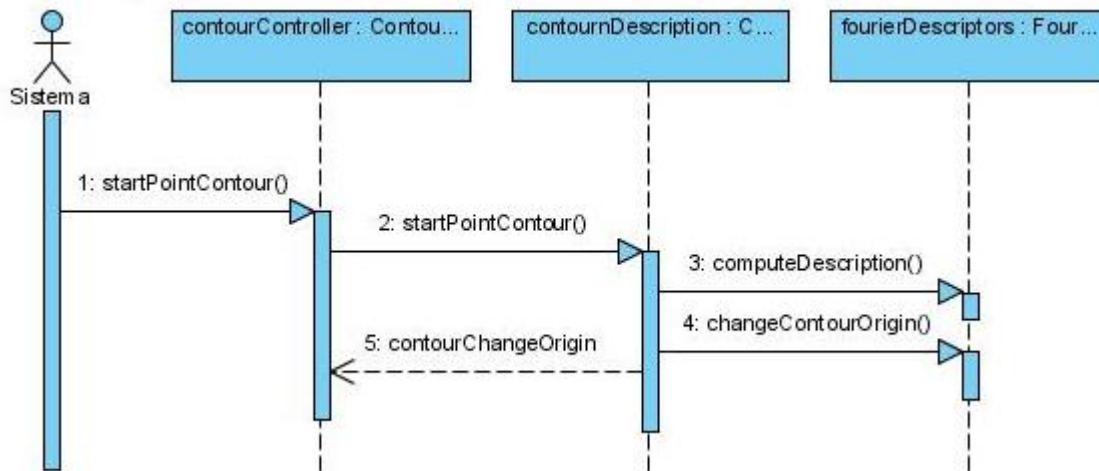 contourController : Contou...
contournDescription : C...
fourierDescriptors : Four...
Sistema
1: startPointContour()
2: startPointContour()
3: computeDescription()
4: changeContourOrigin()
5: contourChangeOrigin